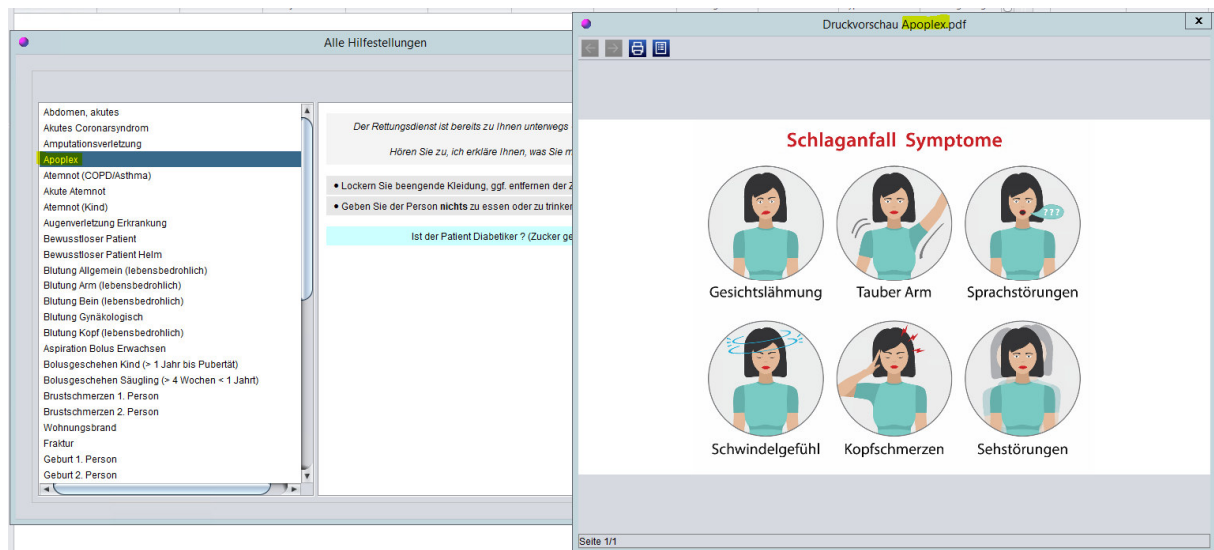 Alle Hilfestellungen
Abdomen, akutes
Akutes Coronarsyndrom
Amputationsverletzung
Apoplex
Atemnot (COPD/Asthma)
Akute Atemnot
Atemnot (Kind)
Augenverletzung Erkrankung
Bewusstloser Patient
Bewusstloser Patient Helm
Blutung Allgemein (lebensbedrohlich)
Blutung Arm (lebensbedrohlich)
Blutung Bein (lebensbedrohlich)
Blutung Gynäkologisch
Blutung Kopf (lebensbedrohlich)
Aspiration Bolus Erwachsen
Bolusgeschehen Kind (> 1 Jahr bis Pubertät)
Bolusgeschehen Säugling (> 4 Wochen < 1 Jahrt)
Brustschmerzen 1. Person
Brustschmerzen 2. Person
Wohnungsbrand
Fraktur
Geburt 1. Person
Geburt 2. Person
Der Rettungsdienst ist bereits zu Ihnen unterwegs
Hören Sie zu, ich erkläre Ihnen, was Sie m
• Lockern Sie beengende Kleidung, ggf. entfernen der Z
• Geben Sie der Person nichts zu essen oder zu trinken
Ist der Patient Diabetiker ? (Zucker ge
Druckvorschau Apoplex.pdf
x
Schlaganfall Symptome
???
Gesichtslähmung Tauber Arm Sprachstörungen
Schwindelgefühl Kopfschmerzen Sehstörungen
Seite 1/1